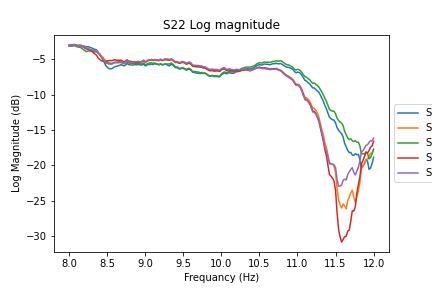 S22 Log magnitude
Log Magnitude (dB)
−5
−10
−15
−20
−25
−30
8.0 8.5 9.0 9.5 10.0 10.5 11.0 11.5 12.0
Frequancy (Hz)
S
S
S
S
S